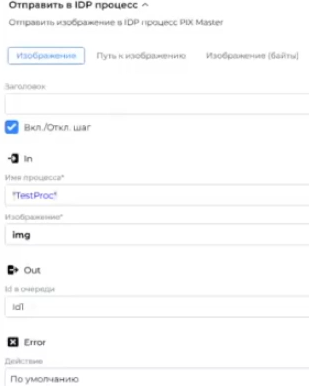 Отправить в IDP процесс
Отправить изображение в IDP процесс PIX Master
Изображение Путь к изображению Изображение (байты)
Заголовок
Вкл./Откл. шаг
In
Имя процесса*
"TestProc"
Изображение*
img
Out
Id в очереди
Id1
Error
Действие
По умолчанию